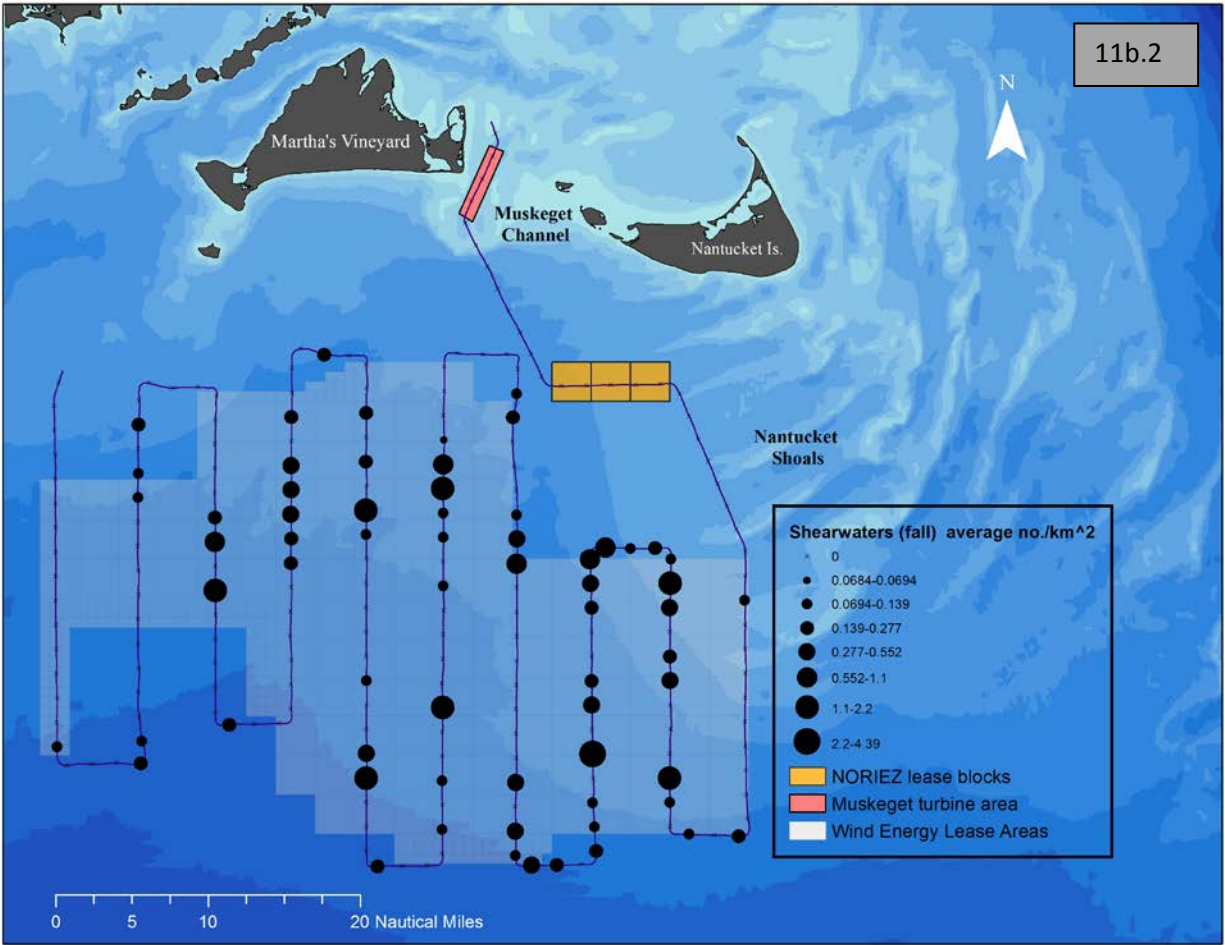 11b.2
N
Martha's Vineyard
Muskeget
Channel
Nantucket Is.
Nantucket
Shoals
Shearwaters (fall) average no./km^2
0
0.0684-0.0694
0.0694-0.139
0.139-0.277
0.277-0.552
0.552-1.1
1.1-2.2
2.2-4.39
NORIEZ lease blocks
Muskeget turbine area
Wind Energy Lease Areas
0 5 10 20 Nautical Miles